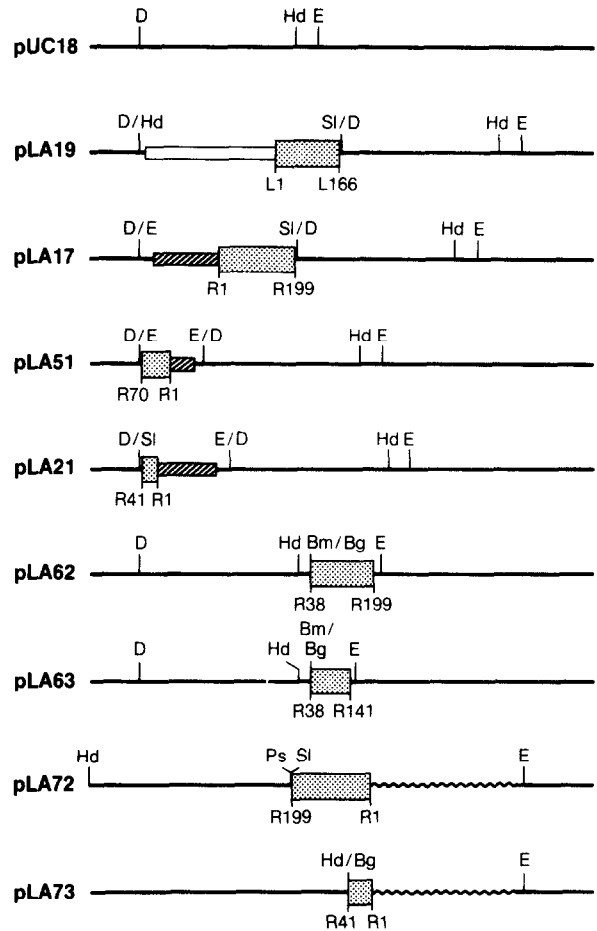 D Hd E
pUC18
D/Hd Sl/D Hd E
pLA19
L1 L166
D/E Sl/D Hd E
pLA17
R1 R199
D/E E/D Hd E
pLA51
R70 R1
D/Sl E/D Hd E
pLA21
R41 R1
D Hd Bm/Bg E
pLA62
R38 R199
Bm/
D Hd Bg E
pLA63
R38 R141
Hd Ps Sl E
pLA72
R199 R1
Hd/Bg E
pLA73
R41 R1